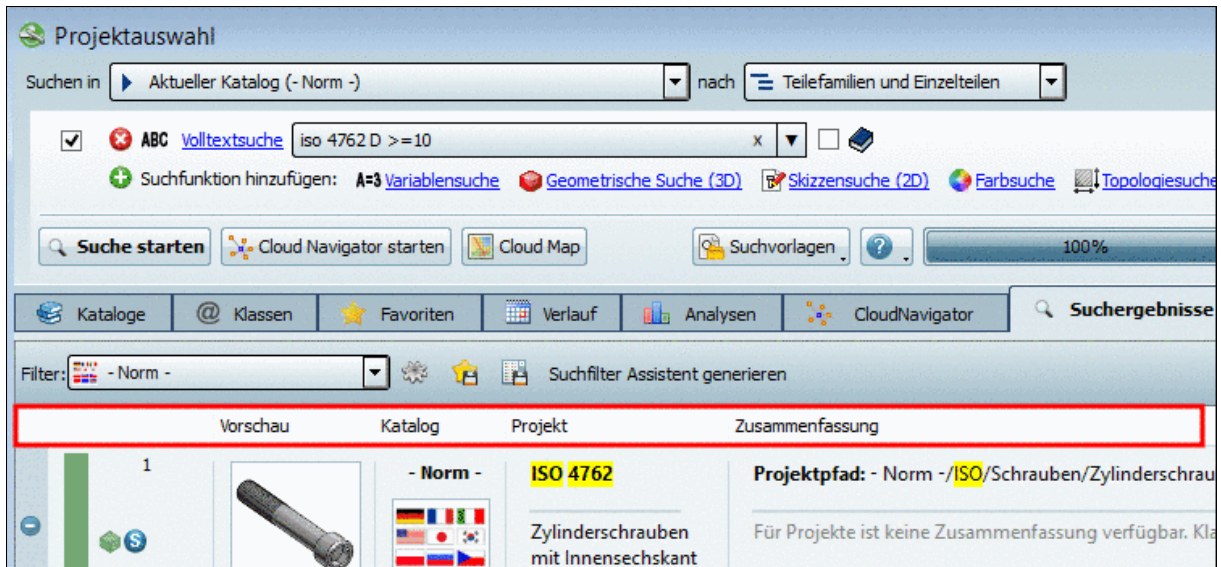 Projektauswahl
Suchen in Aktueller Katalog (- Norm -) nach Teilefamilien und Einzelteilen
ABC Volltextsuche iso 4762 D >=10 x
Suchfunktion hinzufügen: A=3 Variablensuche Geometrische Suche (3D) Skizzensuche (2D) Farbsuche Topologiesuche
Suche starten Cloud Navigator starten Cloud Map Suchvorlagen ? 100%
Kataloge @ Klassen Favoriten Verlauf Analysen CloudNavigator Suchergebnisse
Filter: - Norm - Suchfilter Assistent generieren
Vorschau Katalog Projekt Zusammenfassung
1 - Norm - ISO 4762 Projektpfad: - Norm -/ISO/Schrauben/Zylinderschrau
S Zylinderschrauben Für Projekte ist keine Zusammenfassung verfügbar. Kla
mit Innensechskant